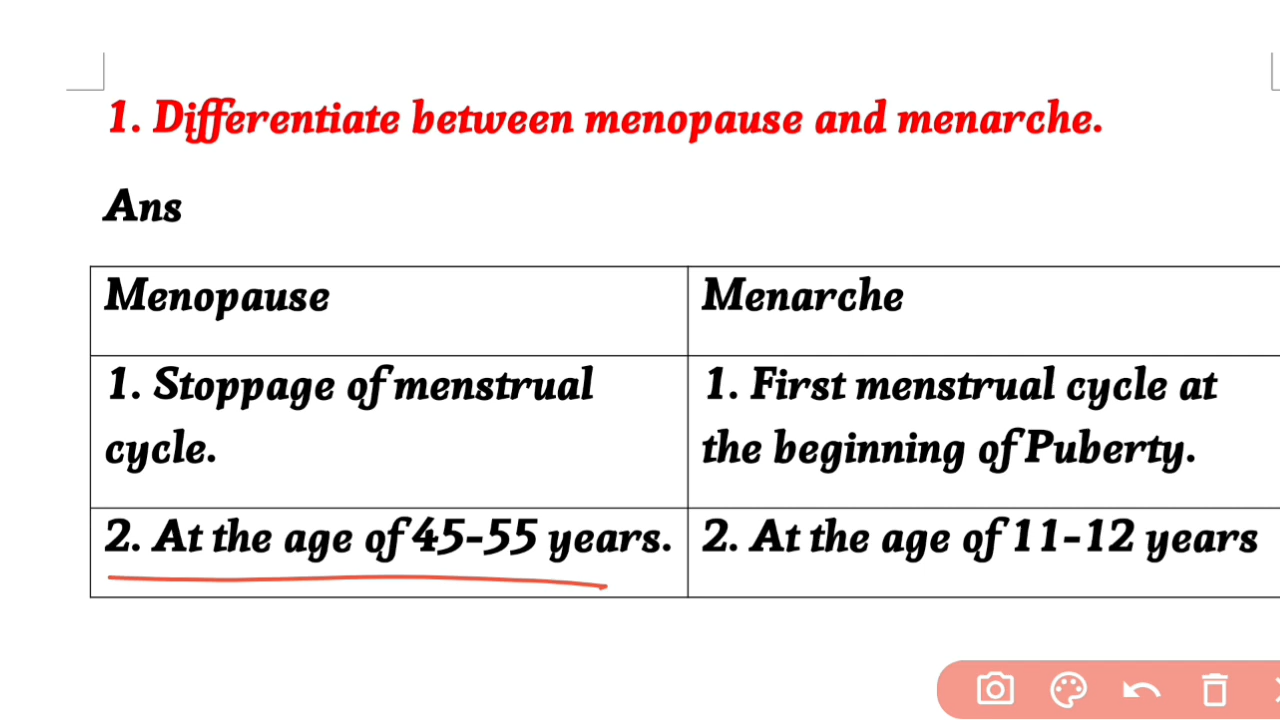 1. Differentiate between menopause and menarche.
Ans
Menopause
Menarche
1. Stoppage of menstrual
cycle.
1. First menstrual cycle at
the beginning of Puberty.
2. At the age of 45-55 years.
2. At the age of 11-12 years